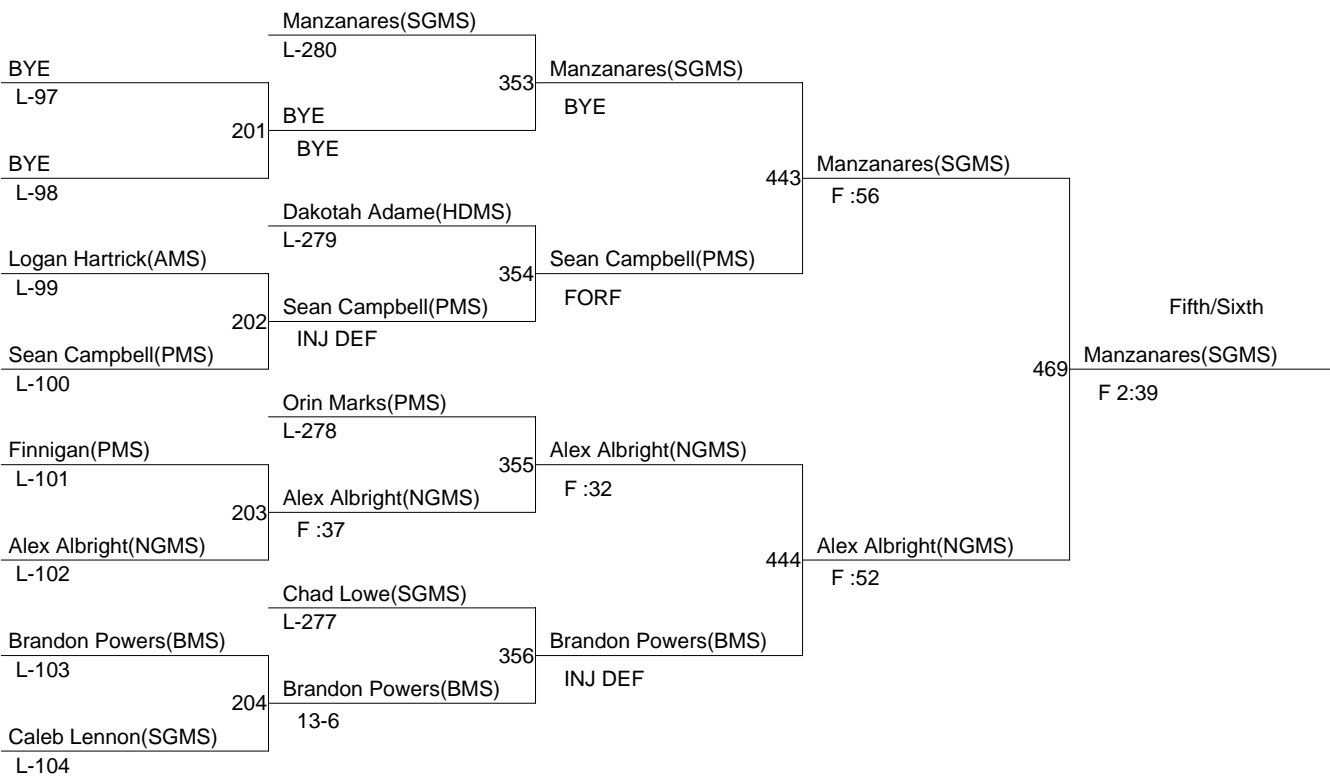 Manzanares(SGMS)
L-280
BYE
L-97
353
Manzanares(SGMS)
BYE
201
BYE
BYE
BYE
L-98
443
Manzanares(SGMS)
F :56
Dakotah Adame(HDMS)
L-279
Logan Hartrick(AMS)
L-99
354
Sean Campbell(PMS)
FORF
202
Sean Campbell(PMS)
INJ DEF
Sean Campbell(PMS)
L-100
Fifth/Sixth
469
Manzanares(SGMS)
F 2:39
Orin Marks(PMS)
L-278
Finnigan(PMS)
L-101
355
Alex Albright(NGMS)
F :32
203
Alex Albright(NGMS)
F :37
Alex Albright(NGMS)
L-102
444
Alex Albright(NGMS)
F :52
Chad Lowe(SGMS)
L-277
Brandon Powers(BMS)
L-103
356
Brandon Powers(BMS)
INJ DEF
204
Brandon Powers(BMS)
13-6
Caleb Lennon(SGMS)
L-104